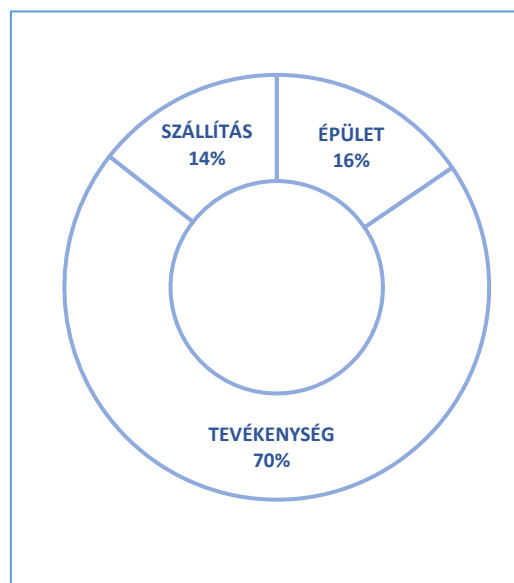 SZÁLLÍTÁS
14%
ÉPÜLET
16%
TEVÉKENYSÉG
70%